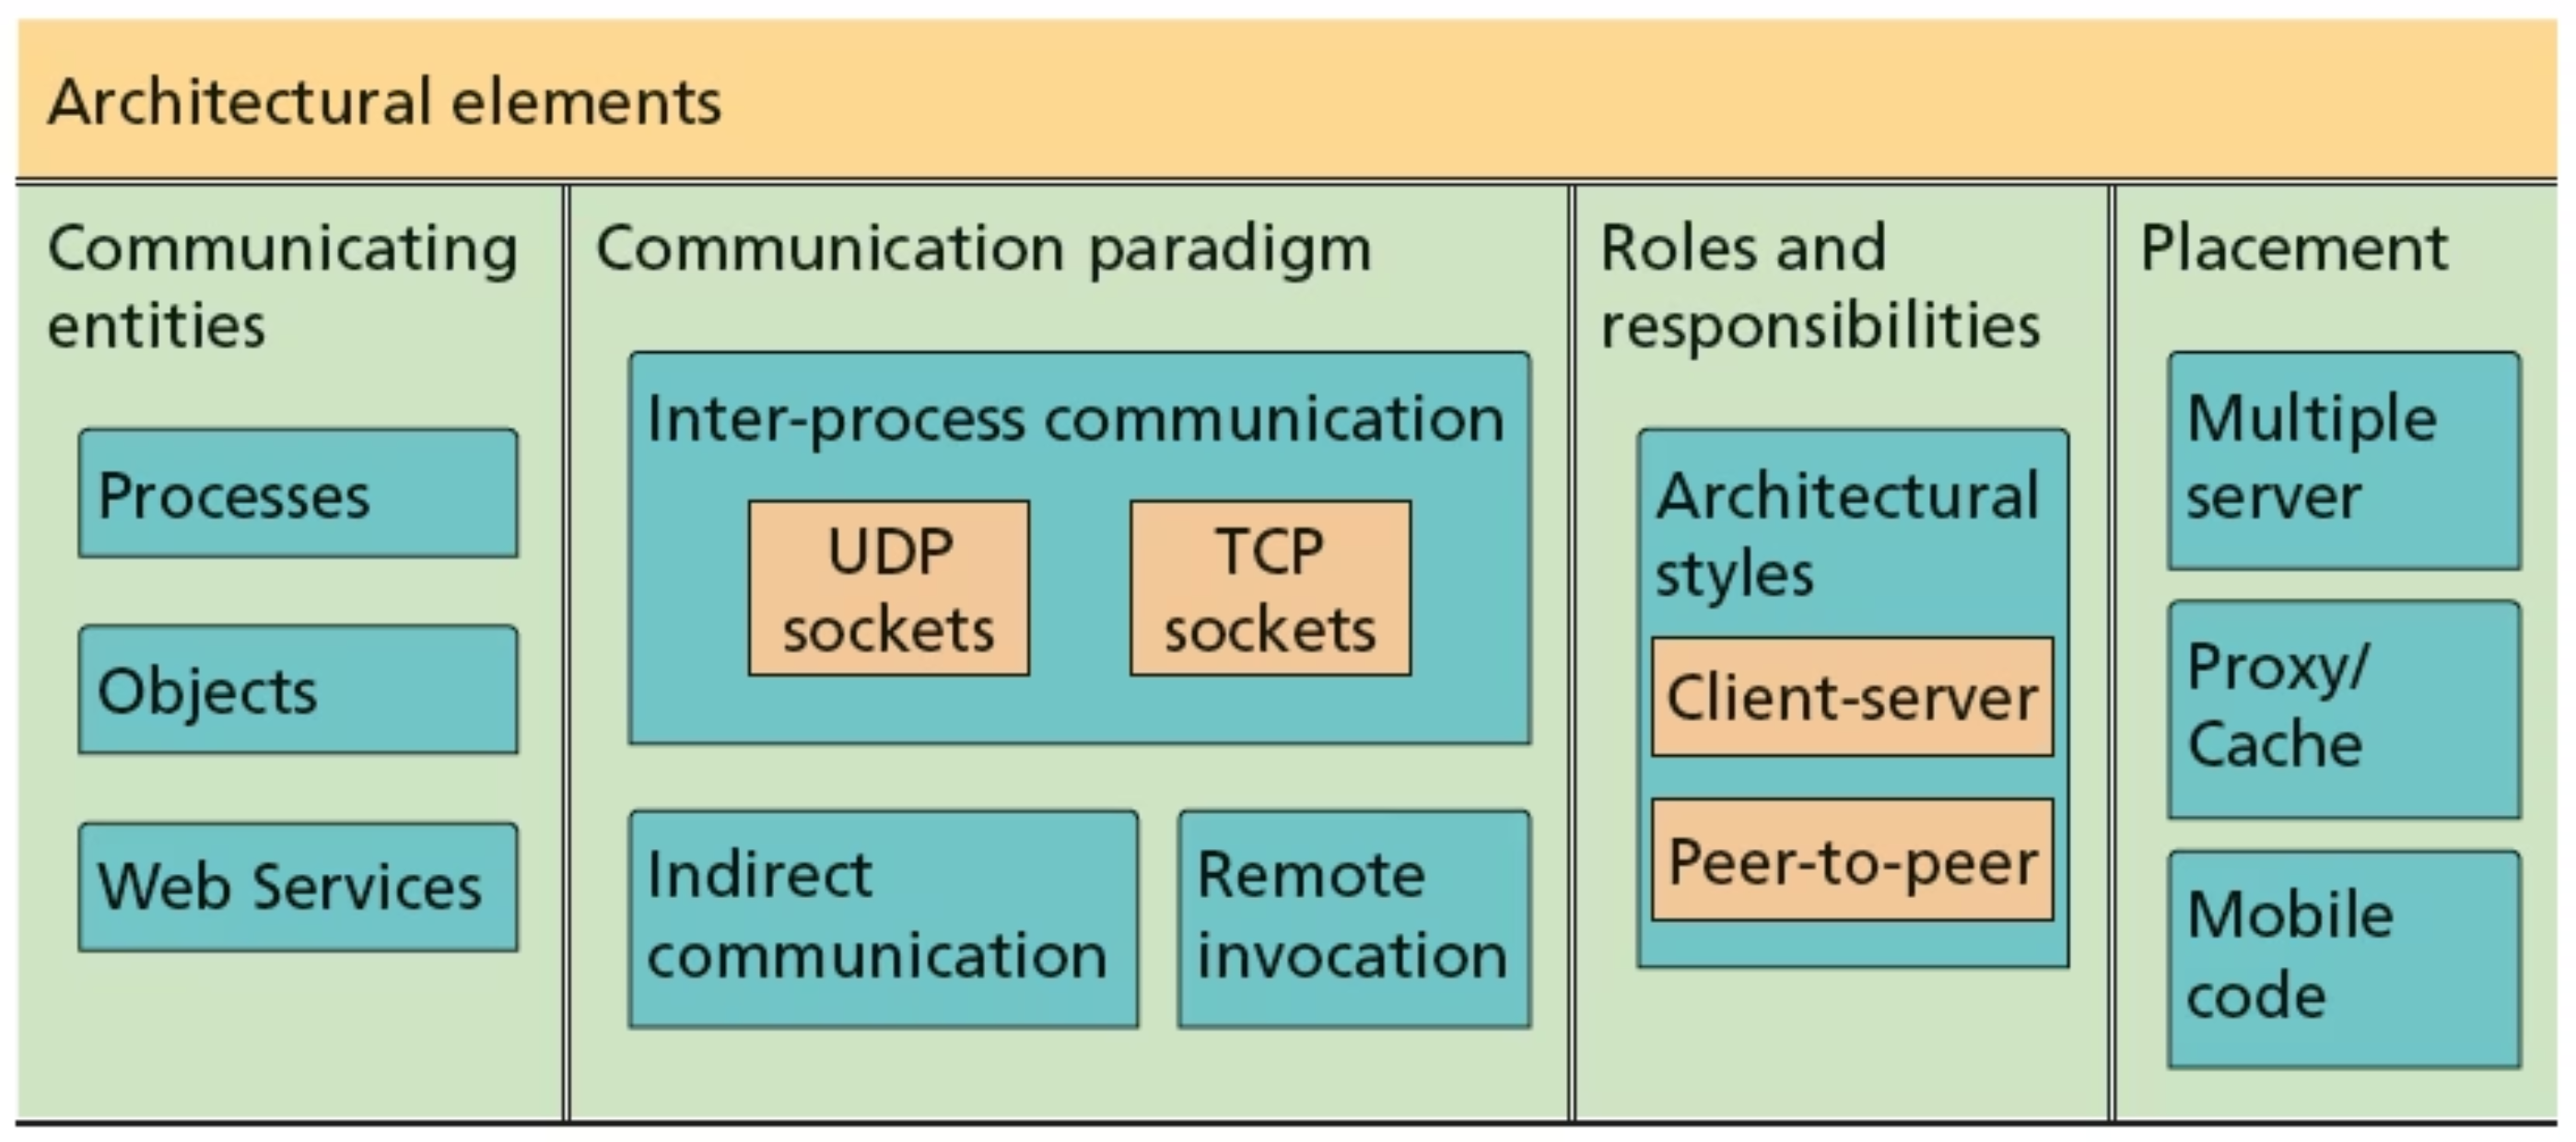 Architectural elements
Communicating
entities
Processes
Objects
Web Services
Communication paradigm
Inter-process communication
UDP
sockets
TCP
sockets
Indirect
communication
Remote
invocation
Roles and
responsibilities
Architectural
styles
Client-server
Peer-to-peer
Placement
Multiple
server
Proxy/
Cache
Mobile
code